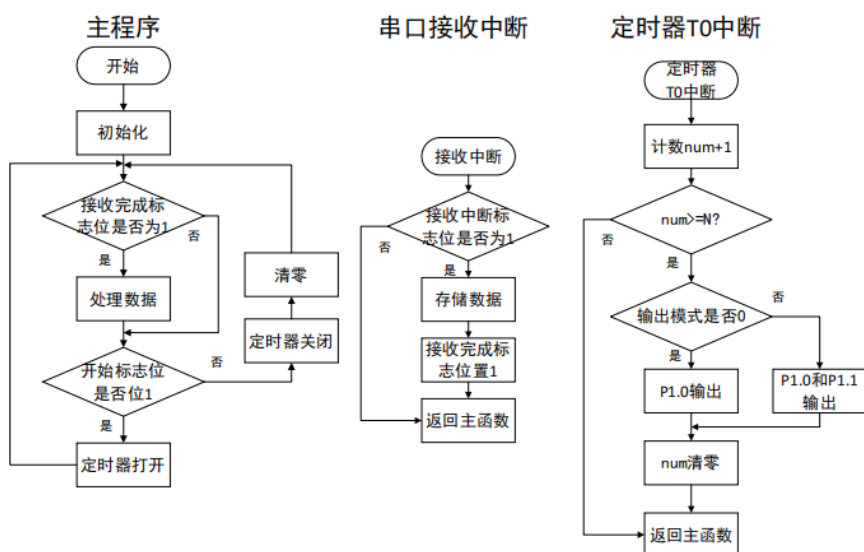 主程序
开始
初始化
接收完成标
志位是否为1
否
是
处理数据
开始标志位
是否位1
否
是
定时器打开
清零
定时器关闭
串口接收中断
接收中断
接收中断标
志位是否为1
否
是
存储数据
接收完成标
志位置1
返回主函数
定时器T0中断
定时器
T0中断
计数num+1
num>=N?
否
是
输出模式是否0
否
是
P1.0输出
P1.0和P1.1
输出
num清零
返回主函数